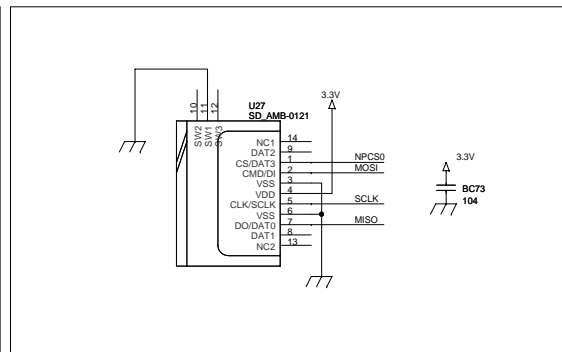 U27
SD_AMB-0121
10
11
12
SW2
SW1
SW3
3.3V
NC1 14
DAT2 9
CS/DAT3 1 NPCS0
CMD/DI 2 MOSI
VSS 3
VDD 4
CLK/SCLK 5 SCLK
VSS 6
DO/DAT0 7 MISO
DAT1 8
NC2 13
3.3V
BC73
104